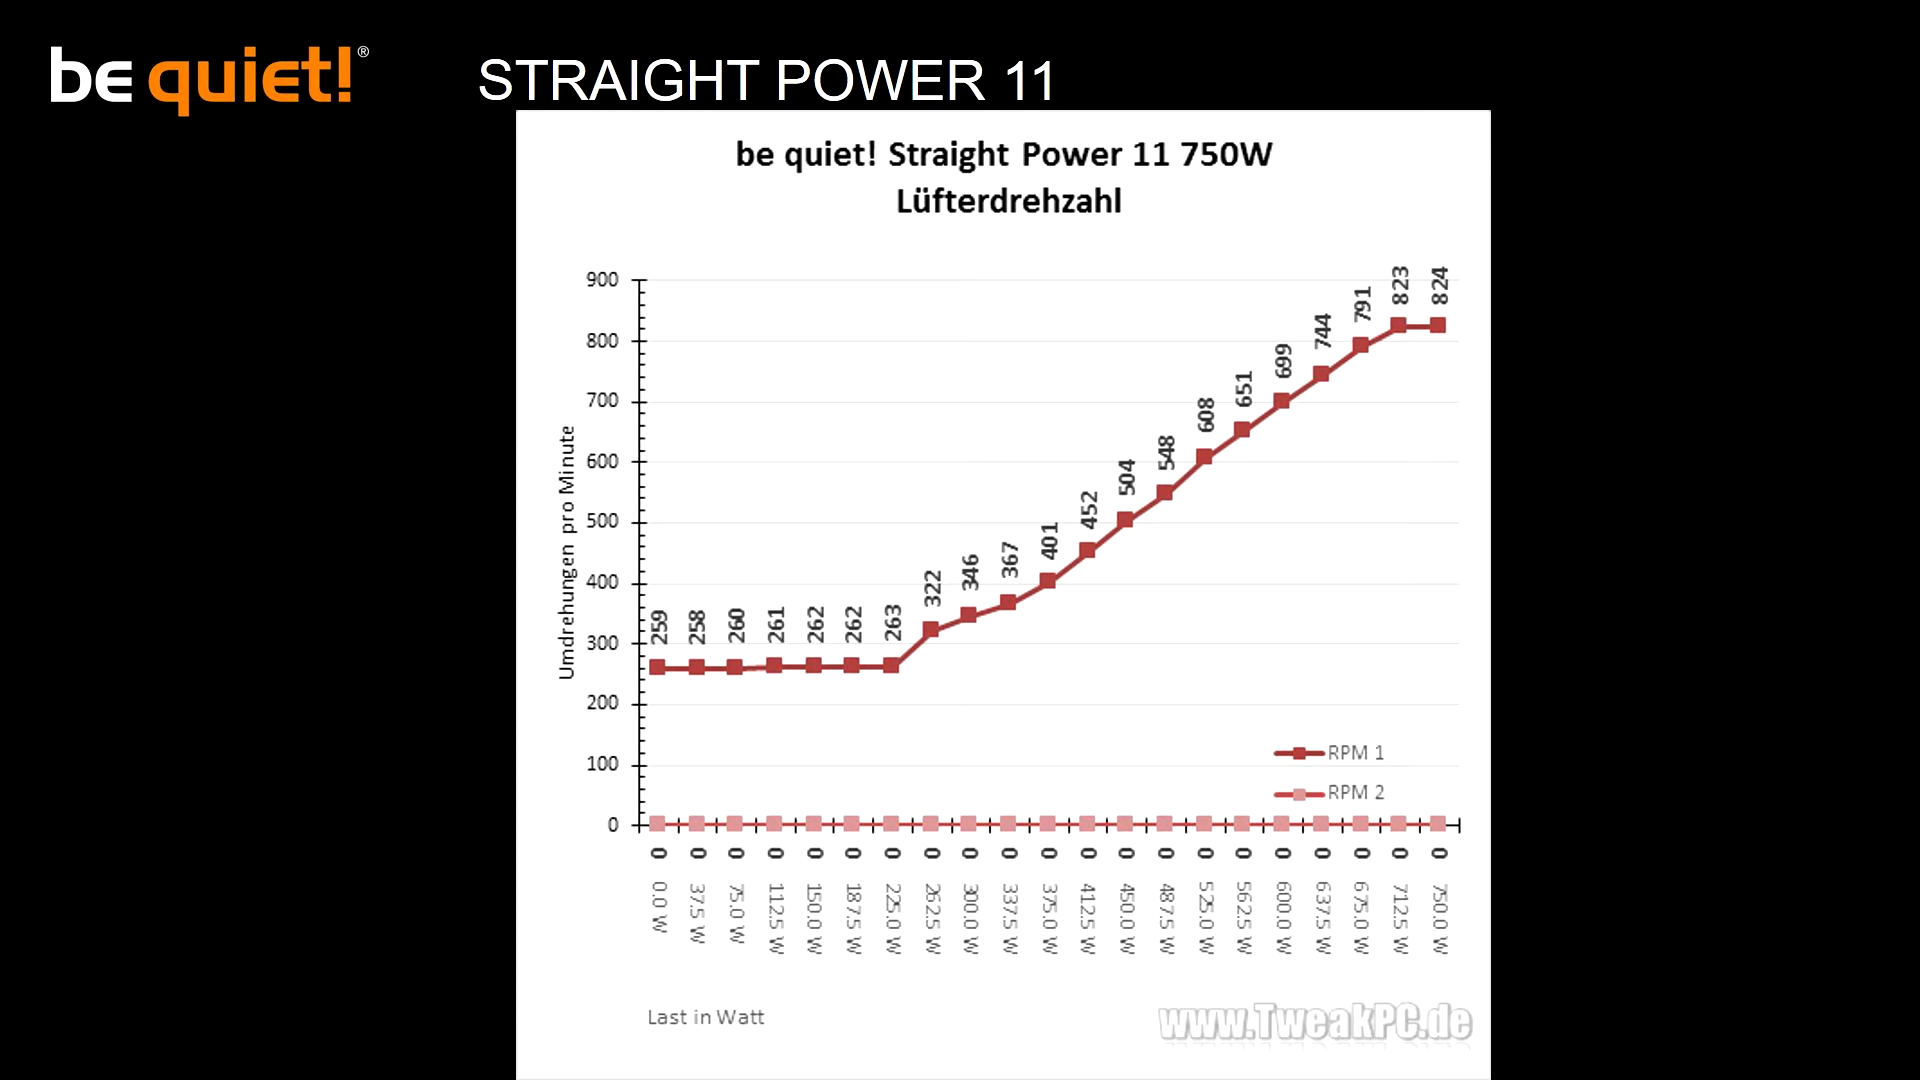 be quiet!®
STRAIGHT POWER 11
be quiet! Straight Power 11 750W
Lüfterdrehzahl
Umdrehungen pro Minute
900
800
700
600
500
400
300
200
100
0
259 258 260 261 262 262 263 322 346 367 401 452 504 548 608 651 699 744 791 823 824
RPM 1
RPM 2
0 0 0 0 0 0 0 0 0 0 0 0 0 0 0 0 0 0 0 0 0
0.0 W 37.5 W 75.0 W 112.5 W 150.0 W 187.5 W 225.0 W 262.5 W 300.0 W 337.5 W 375.0 W 412.5 W 450.0 W 487.5 W 525.0 W 562.5 W 600.0 W 637.5 W 675.0 W 712.5 W 750.0 W
Last in Watt
www.TweakPC.de